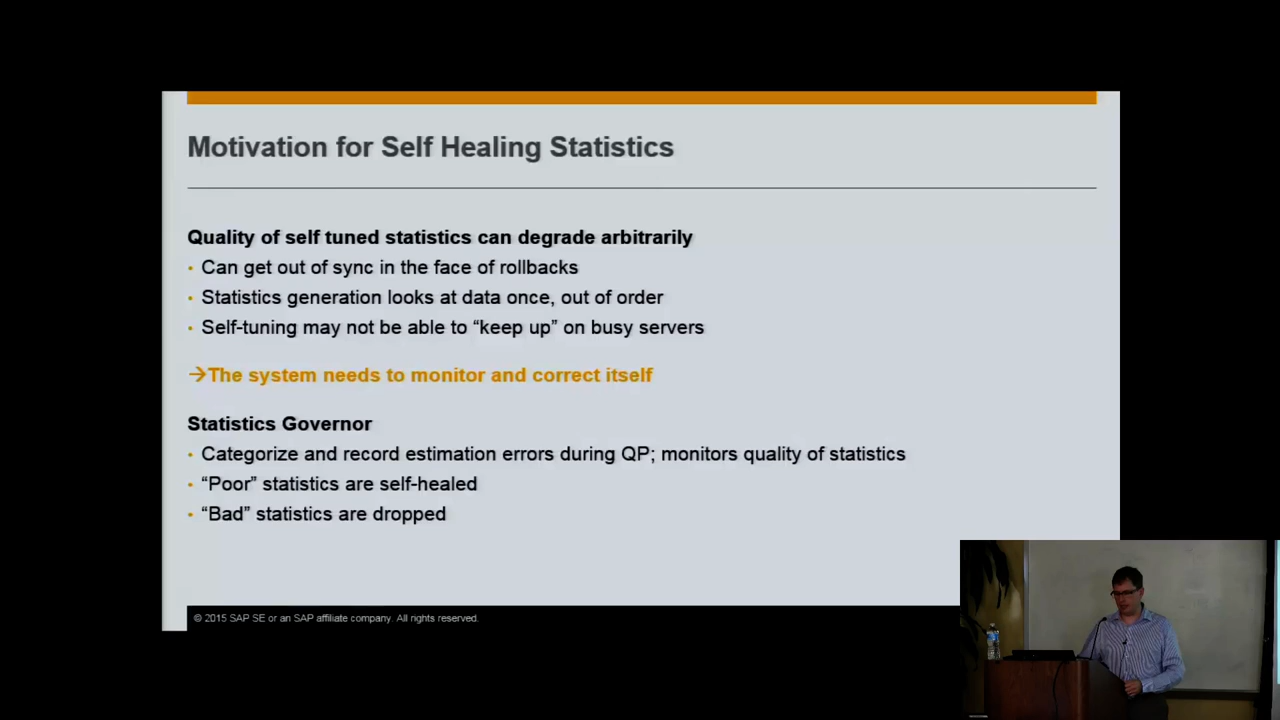 Motivation for Self Healing Statistics
Quality of self tuned statistics can degrade arbitrarily
· Can get out of sync in the face of rollbacks
· Statistics generation looks at data once, out of order
· Self-tuning may not be able to “keep up” on busy servers
→The system needs to monitor and correct itself
Statistics Governor
· Categorize and record estimation errors during QP; monitors quality of statistics
· “Poor” statistics are self-healed
· “Bad” statistics are dropped
© 2015 SAP SE or an SAP affiliate company. All rights reserved.